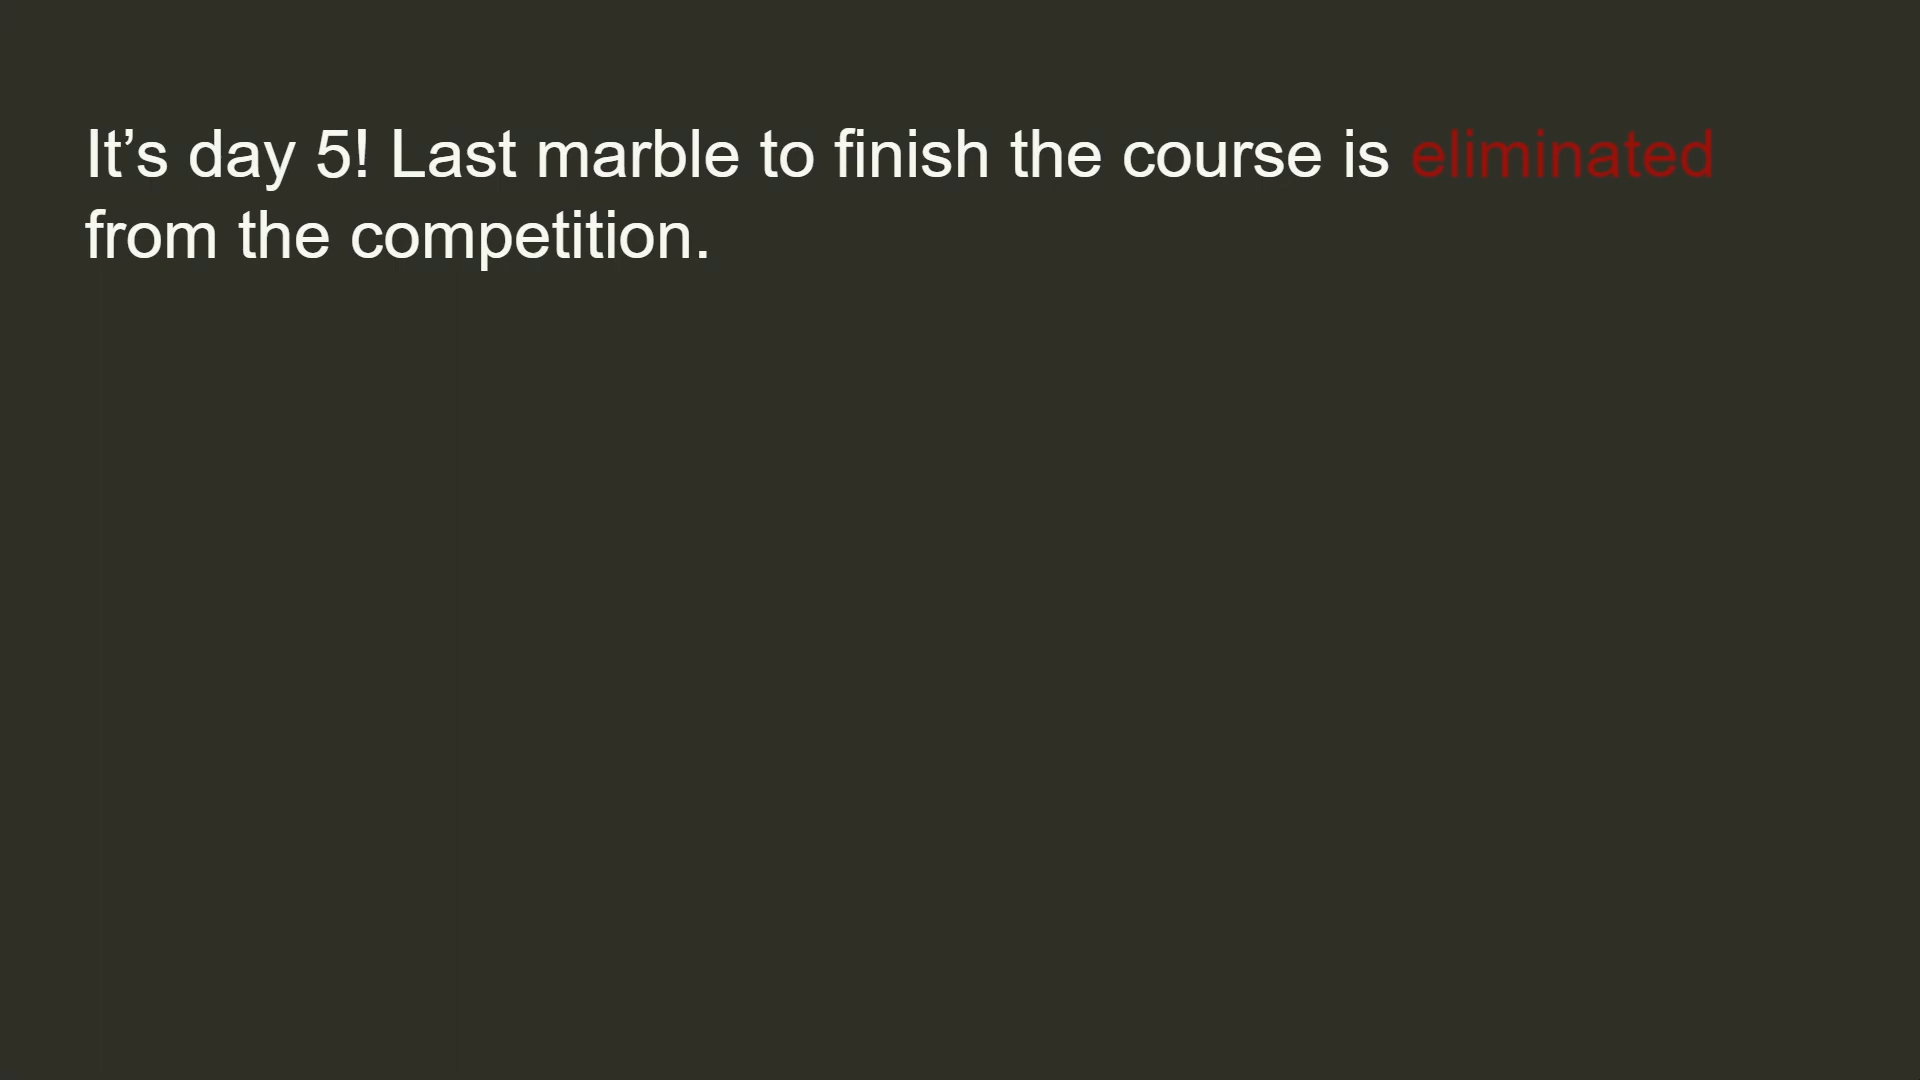 It’s day 5! Last marble to finish the course is eliminated
from the competition.